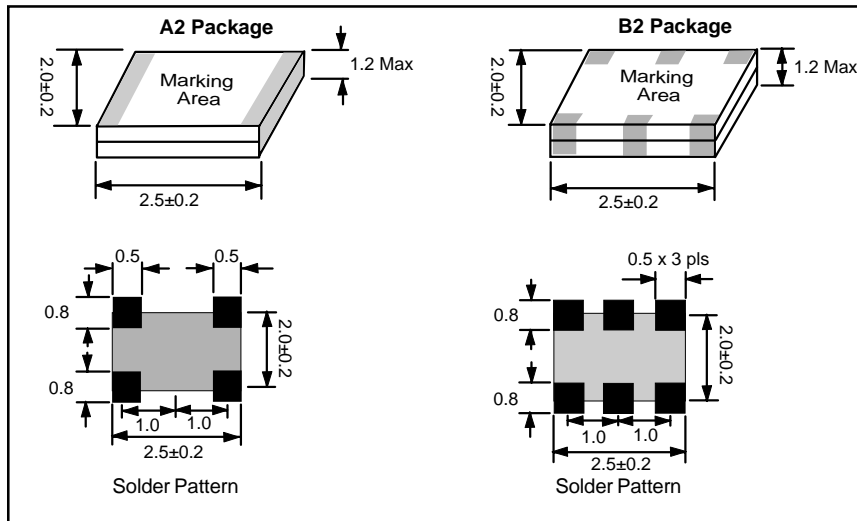 A2 Package
2.0±0.2
Marking
Area
1.2 Max
2.5±0.2
0.5
0.5
0.8
0.8
2.0±0.2
1.0
1.0
2.5±0.2
Solder Pattern
B2 Package
2.0±0.2
Marking
Area
1.2 Max
2.5±0.2
0.5 x 3 pls
0.8
0.8
2.0±0.2
1.0
1.0
2.5±0.2
Solder Pattern